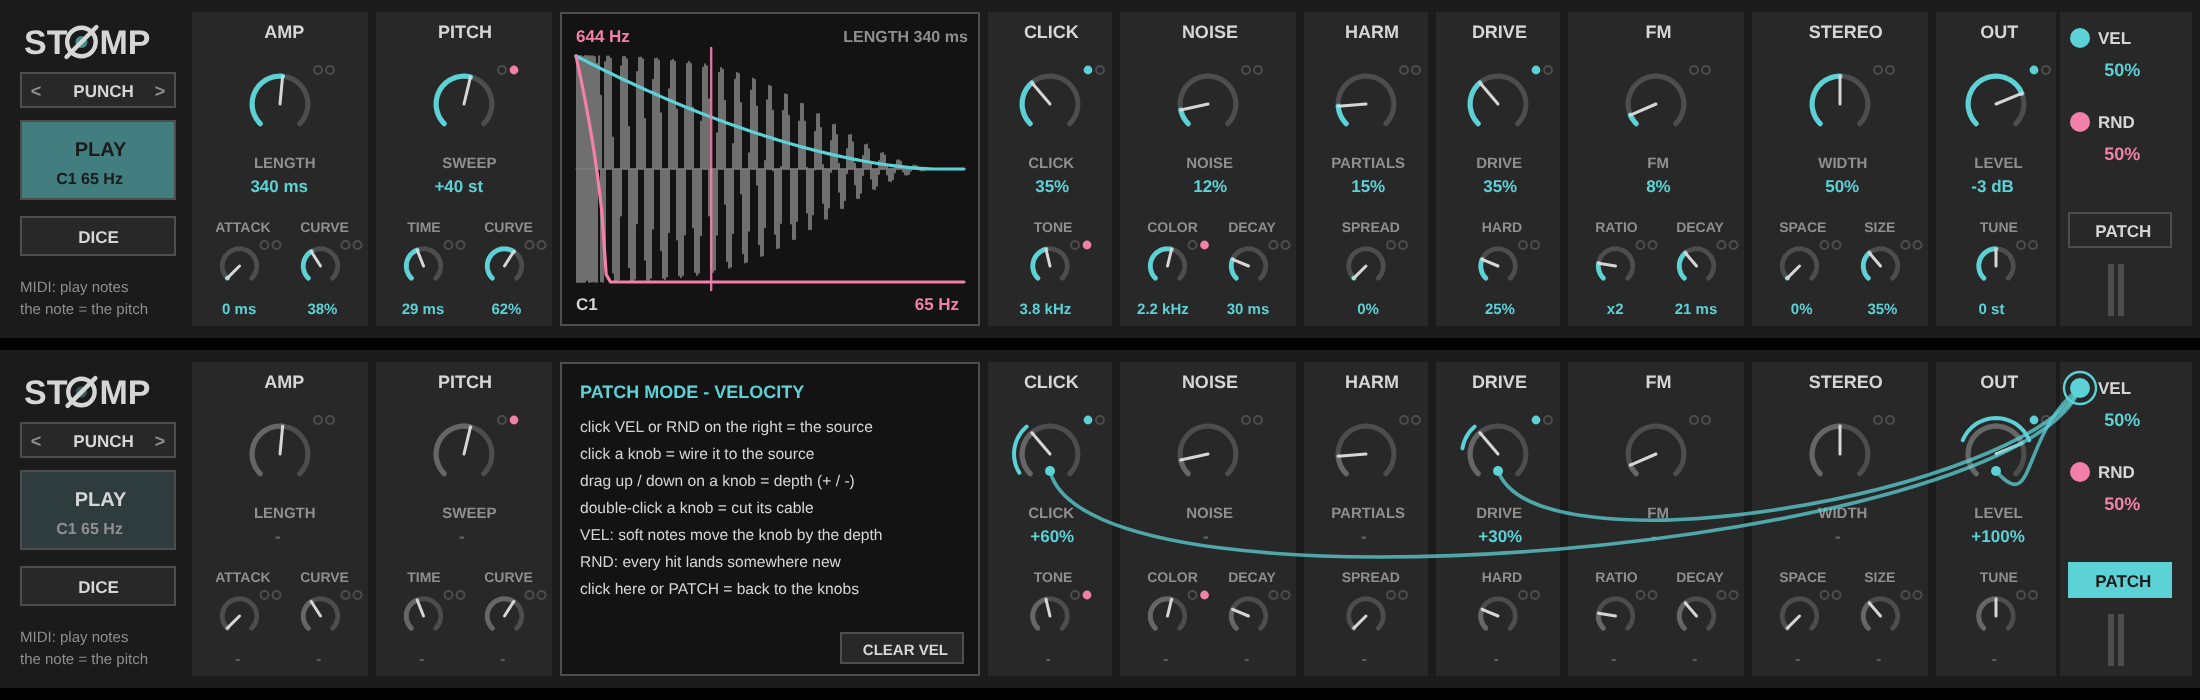 STØMP
< PUNCH >
PLAY
C1 65 Hz
DICE
MIDI: play notes
the note = the pitch
AMP
LENGTH
340 ms
ATTACK CURVE
0 ms 38%
PITCH
SWEEP
+40 st
TIME CURVE
29 ms 62%
644 Hz LENGTH 340 ms
C1 65 Hz
CLICK
CLICK
35%
TONE
3.8 kHz
NOISE
NOISE
12%
COLOR DECAY
2.2 kHz 30 ms
HARM
PARTIALS
15%
SPREAD
0%
DRIVE
DRIVE
35%
HARD
25%
FM
FM
8%
RATIO DECAY
x2 21 ms
STEREO
WIDTH
50%
SPACE SIZE
0% 35%
OUT
LEVEL
-3 dB
TUNE
0 st
VEL
50%
RND
50%
PATCH
STØMP
< PUNCH >
PLAY
C1 65 Hz
DICE
MIDI: play notes
the note = the pitch
AMP
LENGTH
-
ATTACK CURVE
- -
PITCH
SWEEP
-
TIME CURVE
- -
PATCH MODE - VELOCITY
click VEL or RND on the right = the source
click a knob = wire it to the source
drag up / down on a knob = depth (+ / -)
double-click a knob = cut its cable
VEL: soft notes move the knob by the depth
RND: every hit lands somewhere new
click here or PATCH = back to the knobs
CLEAR VEL
CLICK
CLICK
+60%
TONE
-
NOISE
NOISE
-
COLOR DECAY
- -
HARM
PARTIALS
-
SPREAD
-
DRIVE
DRIVE
+30%
HARD
-
FM
FM
-
RATIO DECAY
- -
STEREO
WIDTH
-
SPACE SIZE
- -
OUT
LEVEL
+100%
TUNE
-
VEL
50%
RND
50%
PATCH